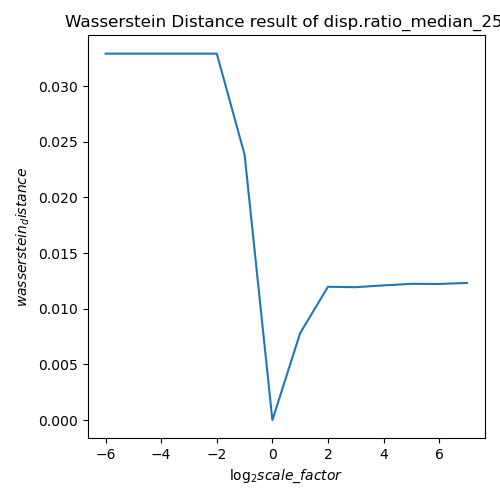 Wasserstein Distance result of disp.ratio_median_25
0.030
0.025
0.020
0.015
0.010
0.005
0.000
wasserstein_distance
−6 −4 −2 0 2 4 6
log₂scale_factor